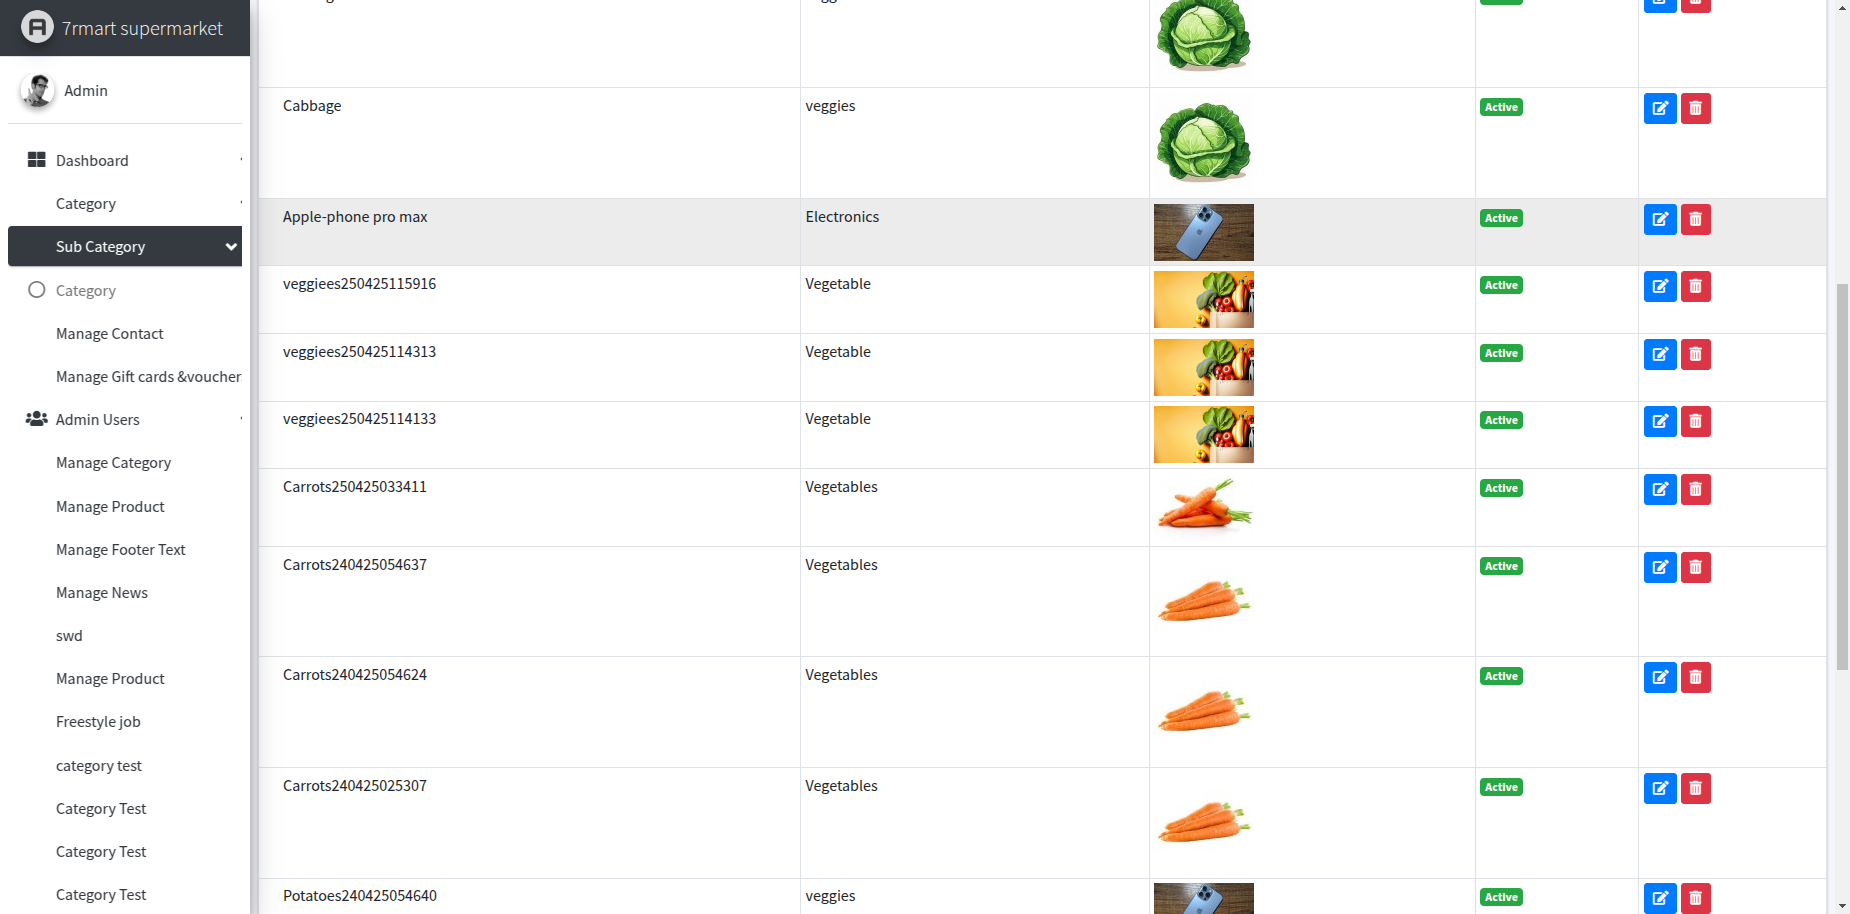 7rmart supermarket
Admin
Dashboard
Category
Sub Category
Category
Manage Contact
Manage Gift cards &voucher
Admin Users
Manage Category
Manage Product
Manage Footer Text
Manage News
swd
Manage Product
Freestyle job
category test
Category Test
Category Test
Category Test
Cabbage veggies Active
Apple-phone pro max Electronics Active
veggiees250425115916 Vegetable Active
veggiees250425114313 Vegetable Active
veggiees250425114133 Vegetable Active
Carrots250425033411 Vegetables Active
Carrots240425054637 Vegetables Active
Carrots240425054624 Vegetables Active
Carrots240425025307 Vegetables Active
Potatoes240425054640 veggies Active